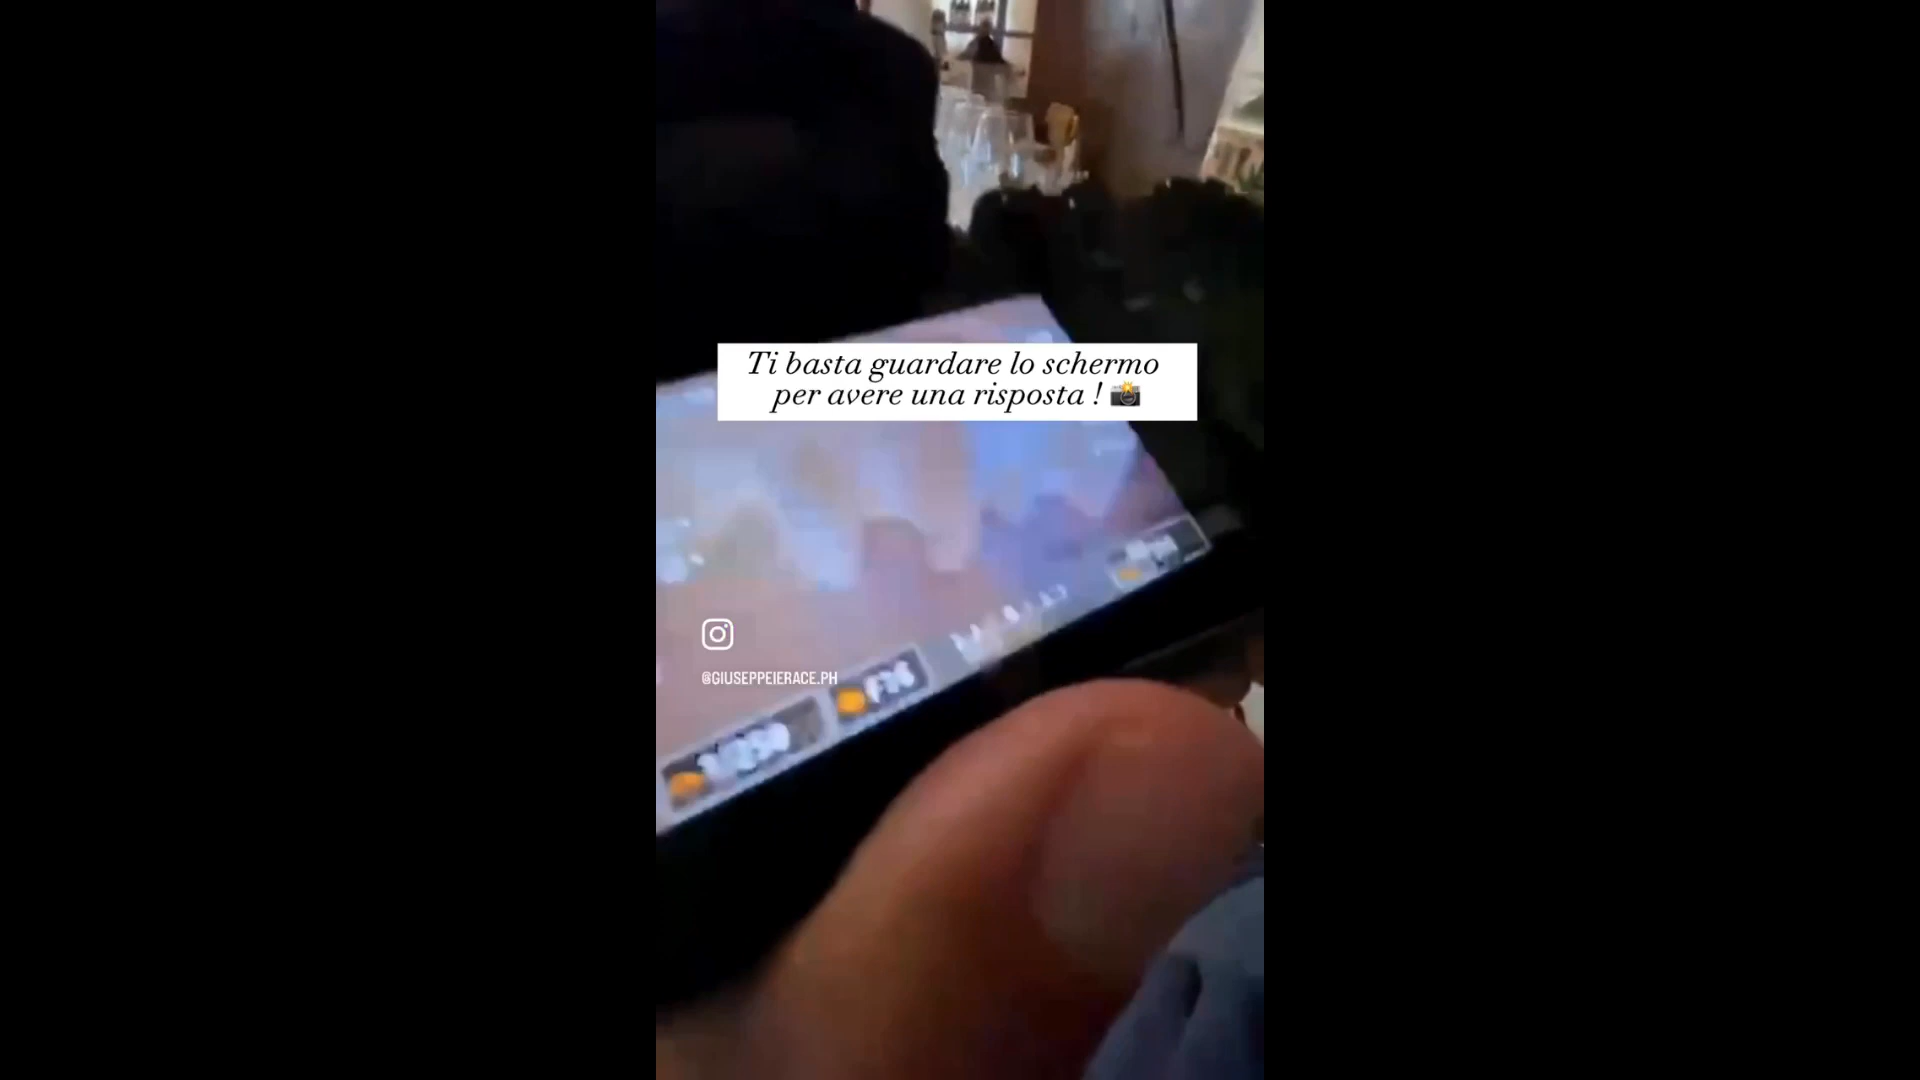 Ti basta guardare lo schermo
per avere una risposta ! 📸
@GIUSEPPEIERACE.PH